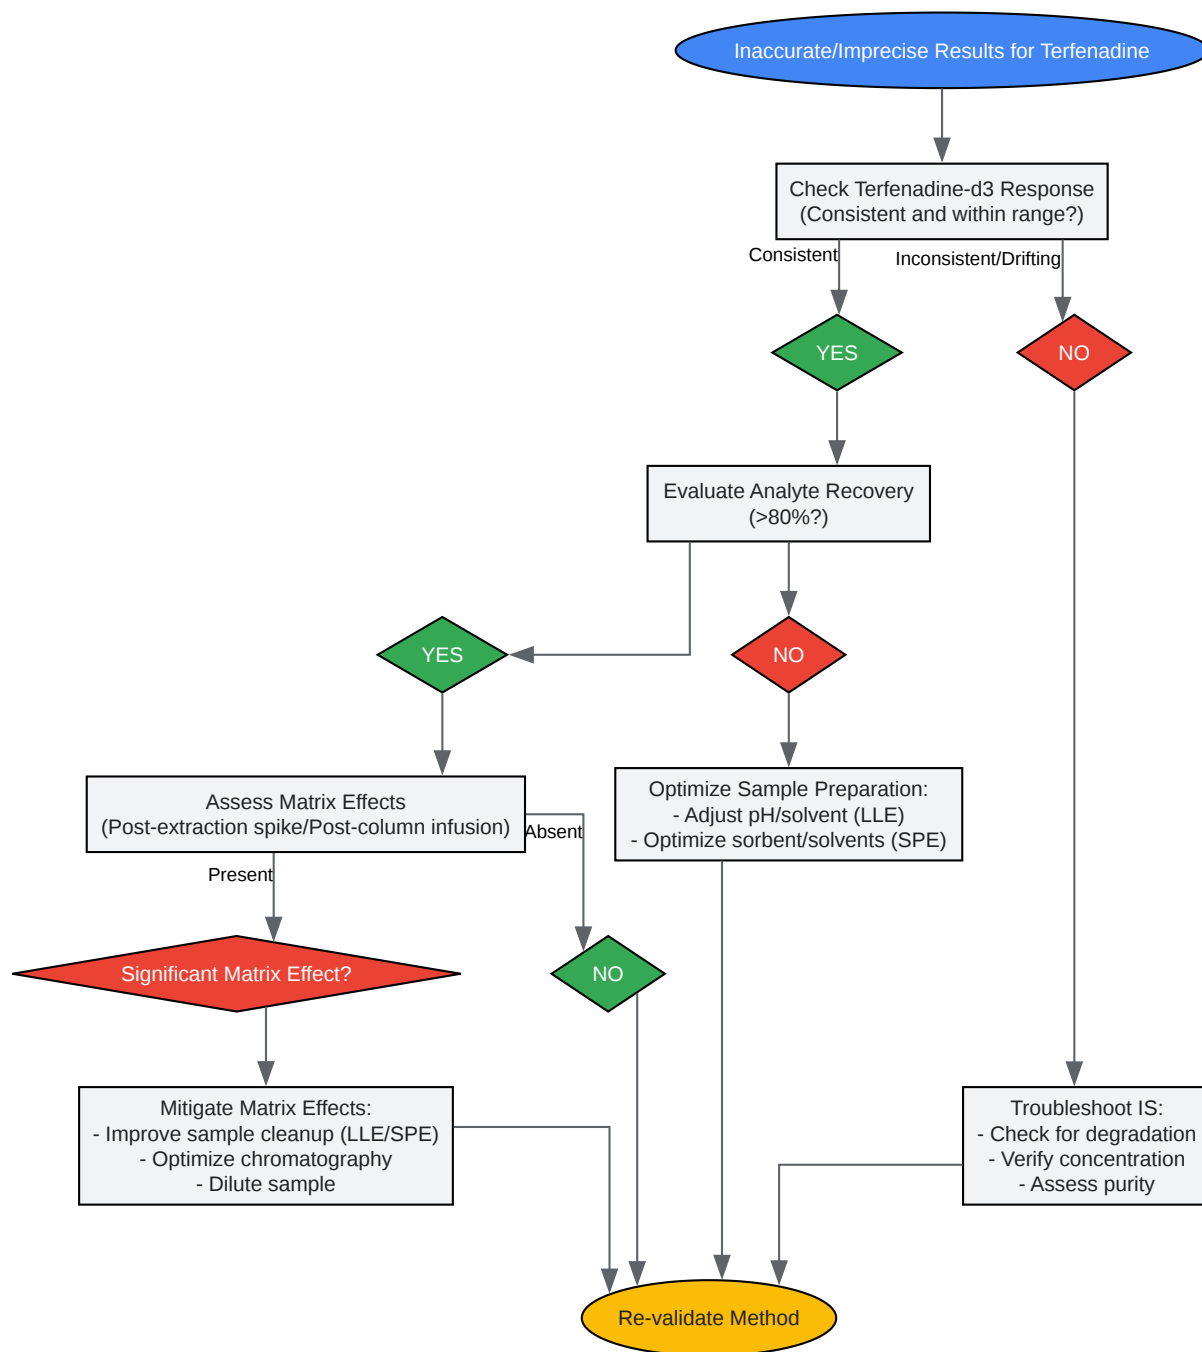 Inaccurate/Imprecise Results for Terfenadine
Check Terfenadine-d3 Response
(Consistent and within range?)
Consistent
Inconsistent/Drifting
YES
NO
Evaluate Analyte Recovery
(>80%?)
YES
NO
Assess Matrix Effects
(Post-extraction spike/Post-column infusion)
Absent
Present
Optimize Sample Preparation:
- Adjust pH/solvent (LLE)
- Optimize sorbent/solvents (SPE)
Significant Matrix Effect?
NO
Mitigate Matrix Effects:
- Improve sample cleanup (LLE/SPE)
- Optimize chromatography
- Dilute sample
Troubleshoot IS:
- Check for degradation
- Verify concentration
- Assess purity
Re-validate Method